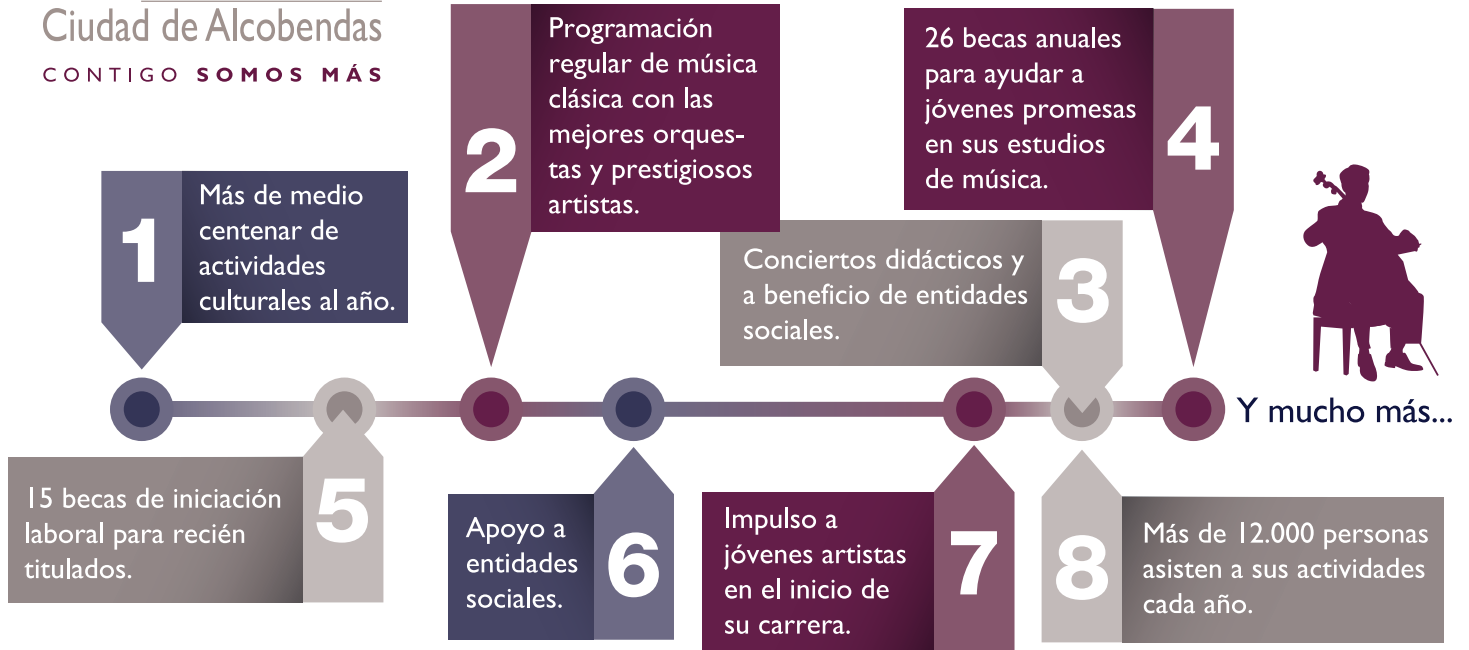 Ciudad de Alcobendas
CONTIGO SOMOS MÁS
1
Más de medio
centenar de
actividades
culturales al año.
2
Programación
regular de música
clásica con las
mejores orques-
tas y prestigiosos
artistas.
Conciertos didácticos y
a beneficio de entidades
sociales.
3
26 becas anuales
para ayudar a
jóvenes promesas
en sus estudios
de música.
4
Y mucho más...
15 becas de iniciación
laboral para recién
titulados.
5
Apoyo a
entidades
sociales.
6
Impulso a
jóvenes artistas
en el inicio de
su carrera.
7
8
Más de 12.000 personas
asisten a sus actividades
cada año.